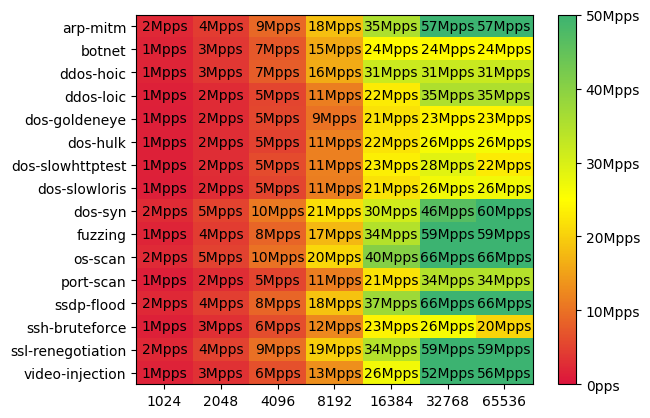 arp-mitm 2Mpps 4Mpps 9Mpps 18Mpps 35Mpps 57Mpps 57Mpps
botnet 1Mpps 3Mpps 7Mpps 15Mpps 24Mpps 24Mpps 24Mpps
ddos-hoic 1Mpps 3Mpps 7Mpps 16Mpps 31Mpps 31Mpps 31Mpps
ddos-loic 1Mpps 2Mpps 5Mpps 11Mpps 22Mpps 35Mpps 35Mpps
dos-goldeneye 1Mpps 2Mpps 5Mpps 9Mpps 21Mpps 23Mpps 23Mpps
dos-hulk 1Mpps 2Mpps 5Mpps 11Mpps 22Mpps 26Mpps 26Mpps
dos-slowhttptest 1Mpps 2Mpps 5Mpps 11Mpps 23Mpps 28Mpps 22Mpps
dos-slowloris 1Mpps 2Mpps 5Mpps 11Mpps 21Mpps 26Mpps 26Mpps
dos-syn 2Mpps 5Mpps 10Mpps 21Mpps 30Mpps 46Mpps 60Mpps
fuzzing 1Mpps 4Mpps 8Mpps 17Mpps 34Mpps 59Mpps 59Mpps
os-scan 2Mpps 5Mpps 10Mpps 20Mpps 40Mpps 66Mpps 66Mpps
port-scan 1Mpps 2Mpps 5Mpps 11Mpps 21Mpps 34Mpps 34Mpps
ssdp-flood 2Mpps 4Mpps 8Mpps 18Mpps 37Mpps 66Mpps 66Mpps
ssh-bruteforce 1Mpps 3Mpps 6Mpps 12Mpps 23Mpps 26Mpps 20Mpps
ssl-renegotiation 2Mpps 4Mpps 9Mpps 19Mpps 34Mpps 59Mpps 59Mpps
video-injection 1Mpps 3Mpps 6Mpps 13Mpps 26Mpps 52Mpps 56Mpps
1024 2048 4096 8192 16384 32768 65536
50Mpps
40Mpps
30Mpps
20Mpps
10Mpps
0pps